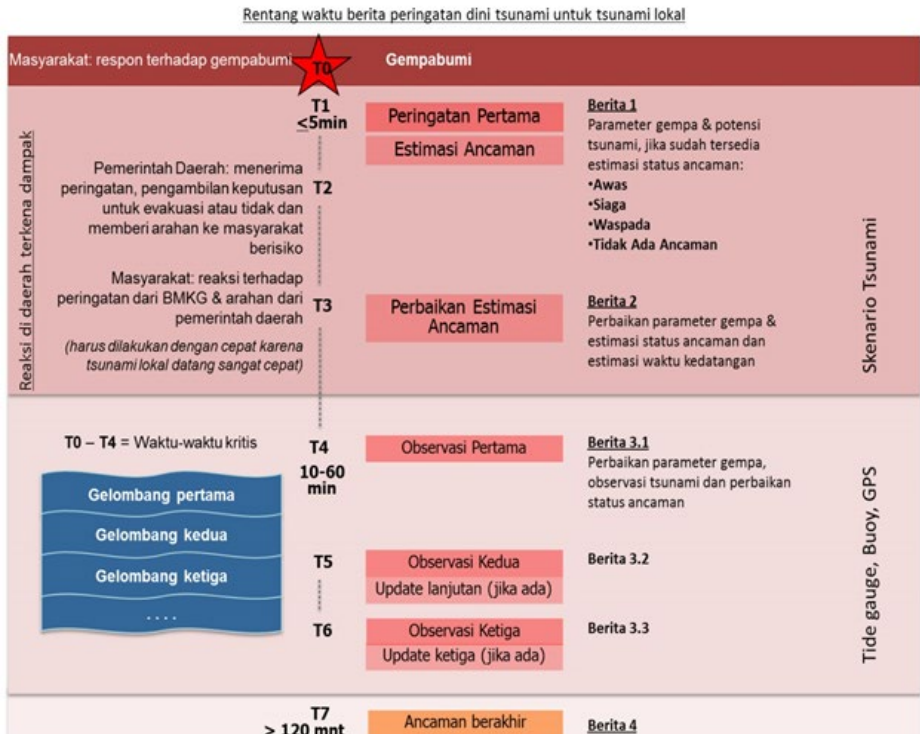 Rentang waktu berita peringatan dini tsunami untuk tsunami lokal
Masyarakat: respon terhadap gempabumi
T0
Gempabumi
Reaksi di daerah terkena dampak
T1
<5min
Peringatan Pertama
Estimasi Ancaman
Berita 1
Parameter gempa & potensi
tsunami, jika sudah tersedia
estimasi status ancaman:
•Awas
•Siaga
•Waspada
•Tidak Ada Ancaman
Pemerintah Daerah: menerima
peringatan, pengambilan keputusan
untuk evakuasi atau tidak dan
memberi arahan ke masyarakat
berisiko
T2
Masyarakat: reaksi terhadap
peringatan dari BMKG & arahan dari
pemerintah daerah
(harus dilakukan dengan cepat karena
tsunami lokal datang sangat cepat)
T3
Perbaikan Estimasi
Ancaman
Berita 2
Perbaikan parameter gempa &
estimasi status ancaman dan
estimasi waktu kedatangan
Skenario Tsunami
T0 – T4 = Waktu-waktu kritis
Gelombang pertama
Gelombang kedua
Gelombang ketiga
....
T4
10-60
min
Observasi Pertama
Berita 3.1
Perbaikan parameter gempa,
observasi tsunami dan perbaikan
status ancaman
T5
Observasi Kedua
Update lanjutan (jika ada)
Berita 3.2
T6
Observasi Ketiga
Update ketiga (jika ada)
Berita 3.3
Tide gauge, Buoy, GPS
T7
> 120 mnt
Ancaman berakhir
Berita 4